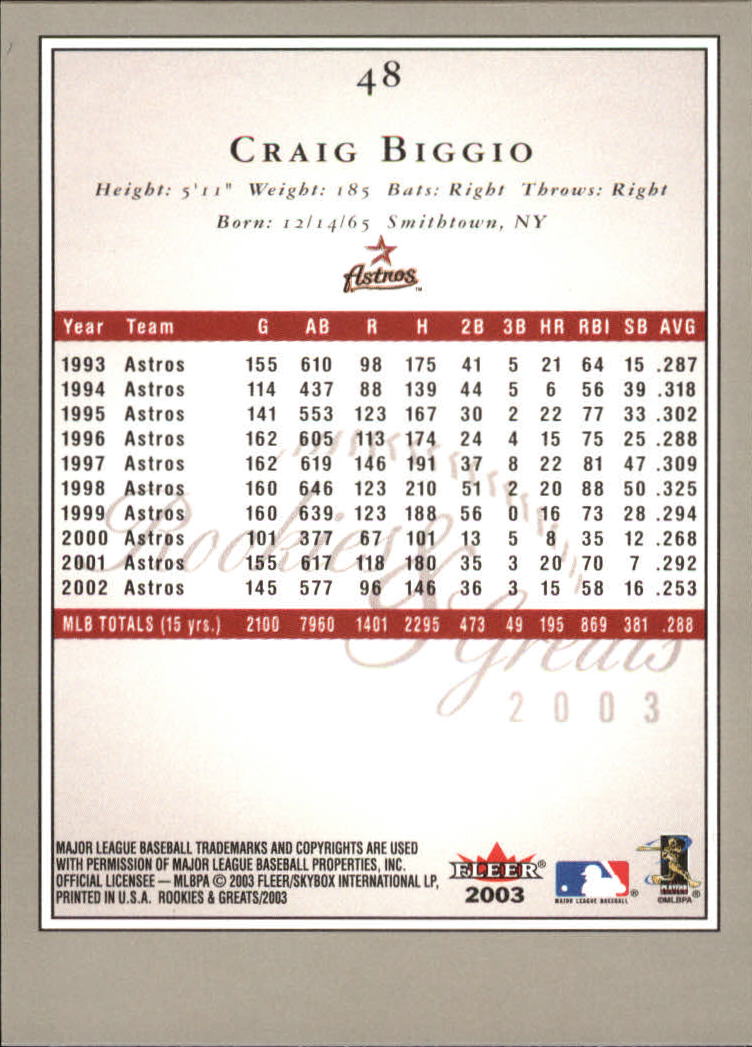 48
CRAIG BIGGIO
Height: 5'11" Weight: 185 Bats: Right Throws: Right
Born: 12/14/65 Smithtown, NY
Astros™
Year Team G AB R H 2B 3B HR RBI SB AVG
1993 Astros 155 610 98 175 41 5 21 64 15 .287
1994 Astros 114 437 88 139 44 5 6 56 39 .318
1995 Astros 141 553 123 167 30 2 22 77 33 .302
1996 Astros 162 605 113 174 24 4 15 75 25 .288
1997 Astros 162 619 146 191 37 8 22 81 47 .309
1998 Astros 160 646 123 210 51 2 20 88 50 .325
1999 Astros 160 639 123 188 56 0 16 73 28 .294
2000 Astros 101 377 67 101 13 5 8 35 12 .268
2001 Astros 155 617 118 180 35 3 20 70 7 .292
2002 Astros 145 577 96 146 36 3 15 58 16 .253
MLB TOTALS (15 yrs.) 2100 7960 1401 2295 473 49 195 869 381 .288
Rookies & Greats
2003
MAJOR LEAGUE BASEBALL TRADEMARKS AND COPYRIGHTS ARE USED
WITH PERMISSION OF MAJOR LEAGUE BASEBALL PROPERTIES, INC.
OFFICIAL LICENSEE — MLBPA © 2003 FLEER/SKYBOX INTERNATIONAL LP,
PRINTED IN U.S.A. ROOKIES & GREATS/2003
FLEER®
2003
MAJOR LEAGUE BASEBALL®
®
©MLBPA